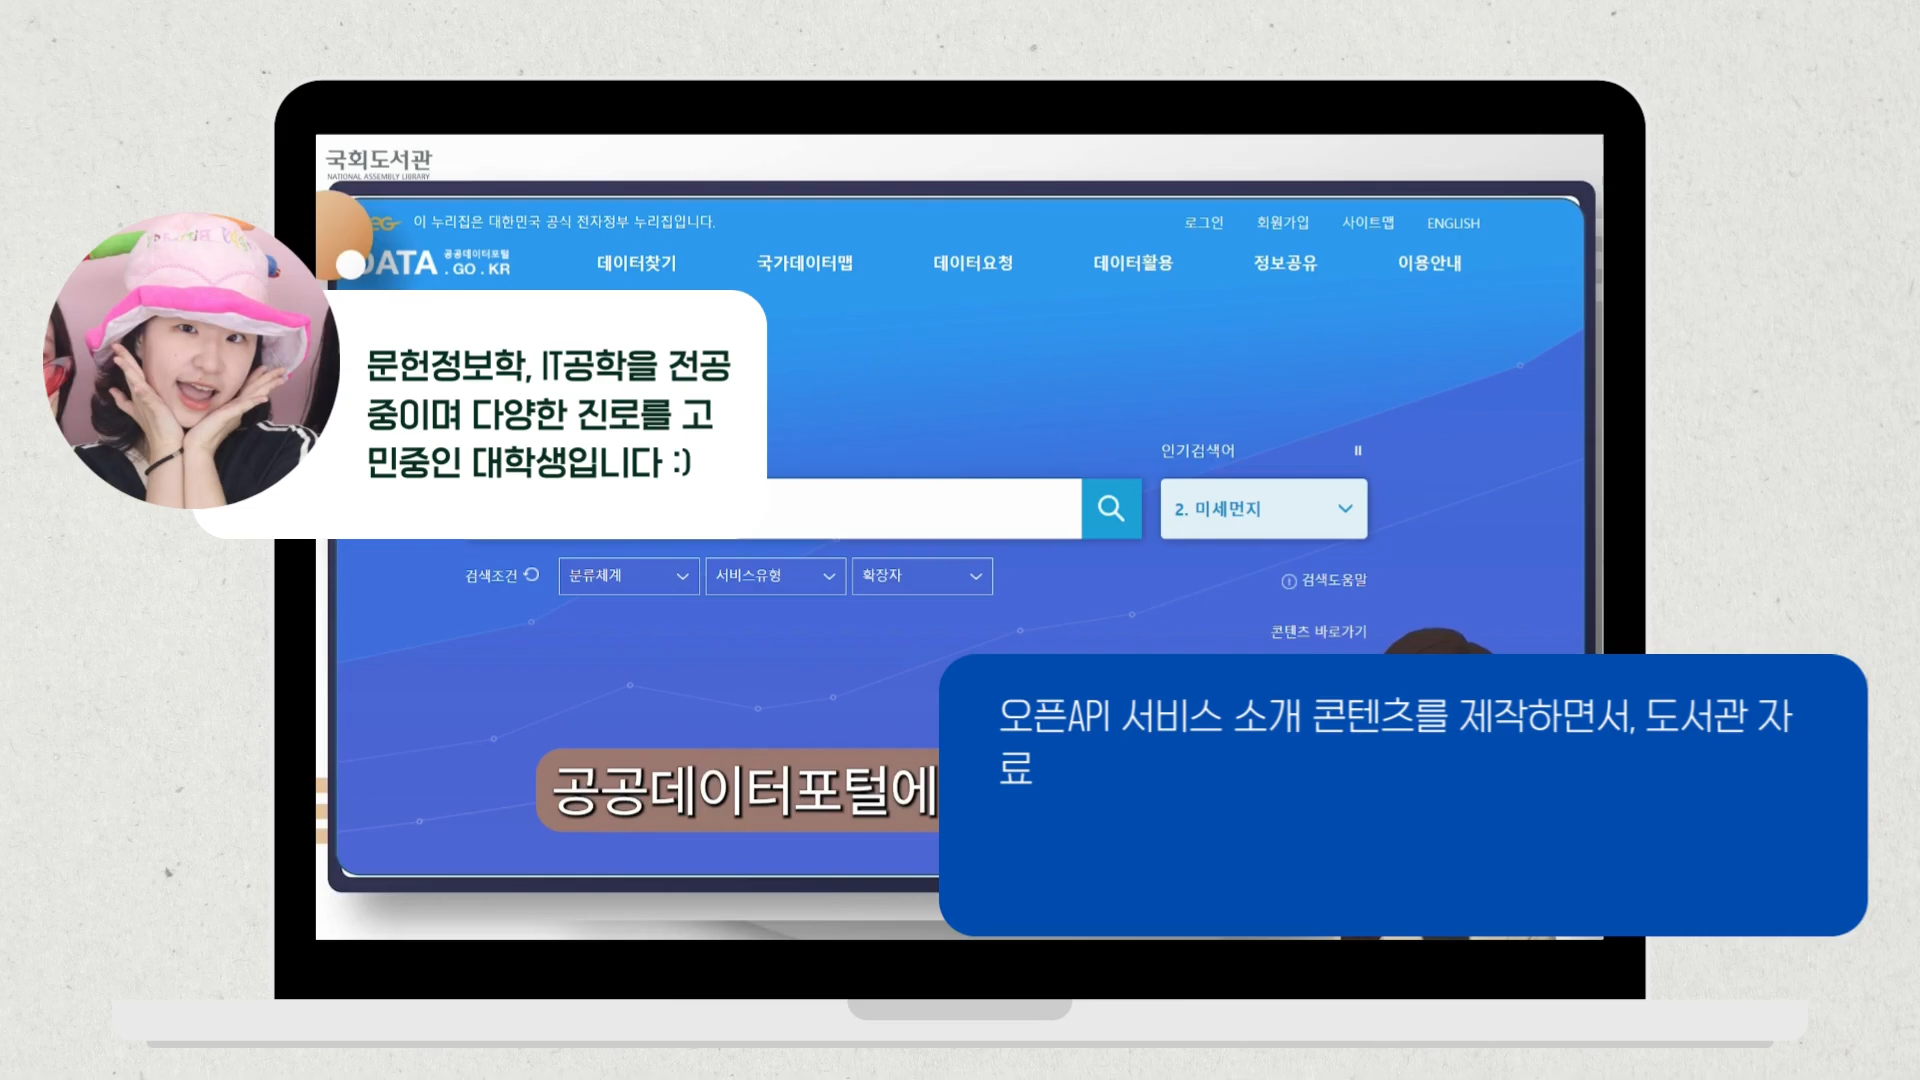 국회도서관
NATIONAL ASSEMBLY LIBRARY
이 누리집은 대한민국 공식 전자정부 누리집입니다.
로그인 회원가입 사이트맵 ENGLISH
DATA 공공데이터포털
.GO.KR
데이터찾기 국가데이터맵 데이터요청 데이터활용 정보공유 이용안내
문헌정보학, IT공학을 전공
중이며 다양한 진로를 고
민중인 대학생입니다 :)
인기검색어
2. 미세먼지
검색조건 분류체계 서비스유형 확장자
검색도움말
콘텐츠 바로가기
오픈API 서비스 소개 콘텐츠를 제작하면서, 도서관 자
료
공공데이터포털에